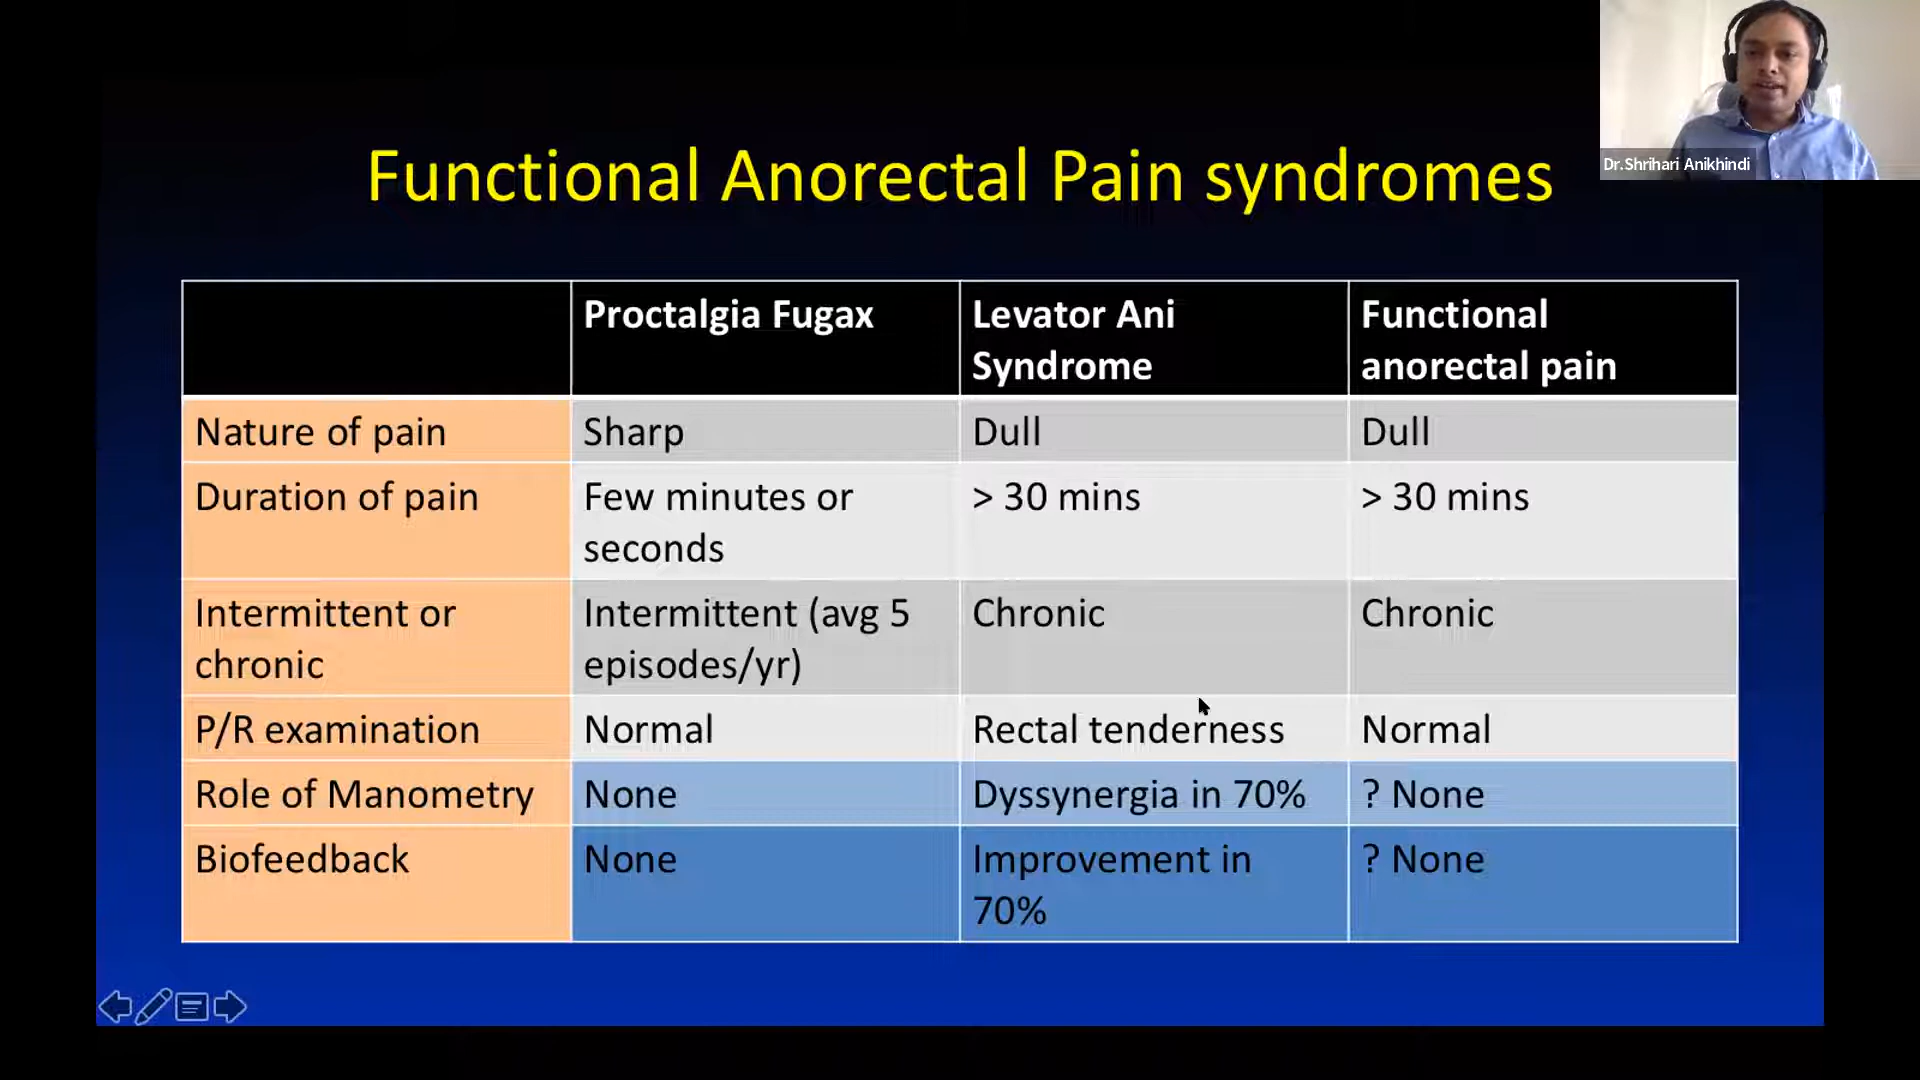 Dr.Shrihari Anikhindi
Functional Anorectal Pain syndromes
Proctalgia Fugax
Levator Ani
Syndrome
Functional
anorectal pain
Nature of pain
Sharp
Dull
Dull
Duration of pain
Few minutes or
seconds
> 30 mins
> 30 mins
Intermittent or
chronic
Intermittent (avg 5
episodes/yr)
Chronic
Chronic
P/R examination
Normal
Rectal tenderness
Normal
Role of Manometry
None
Dyssynergia in 70%
? None
Biofeedback
None
Improvement in
70%
? None